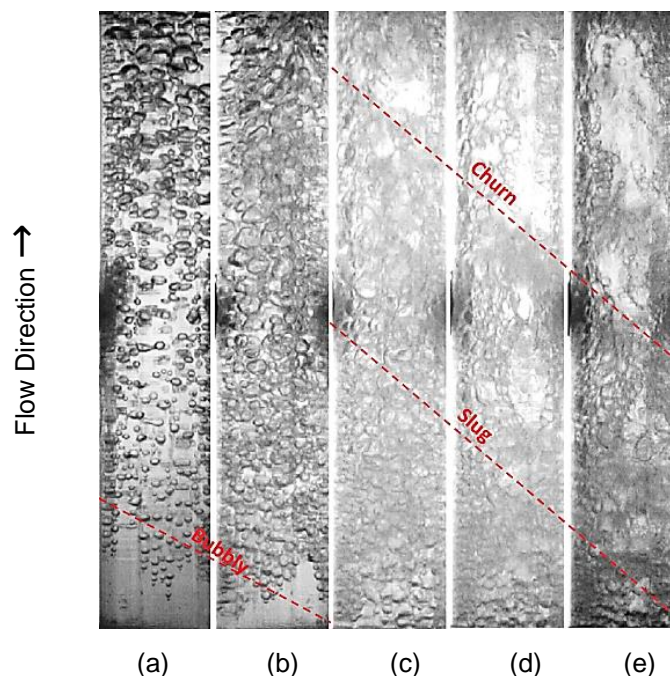 Flow Direction →
Churn
Slug
Bubbly
(a) (b) (c) (d) (e)